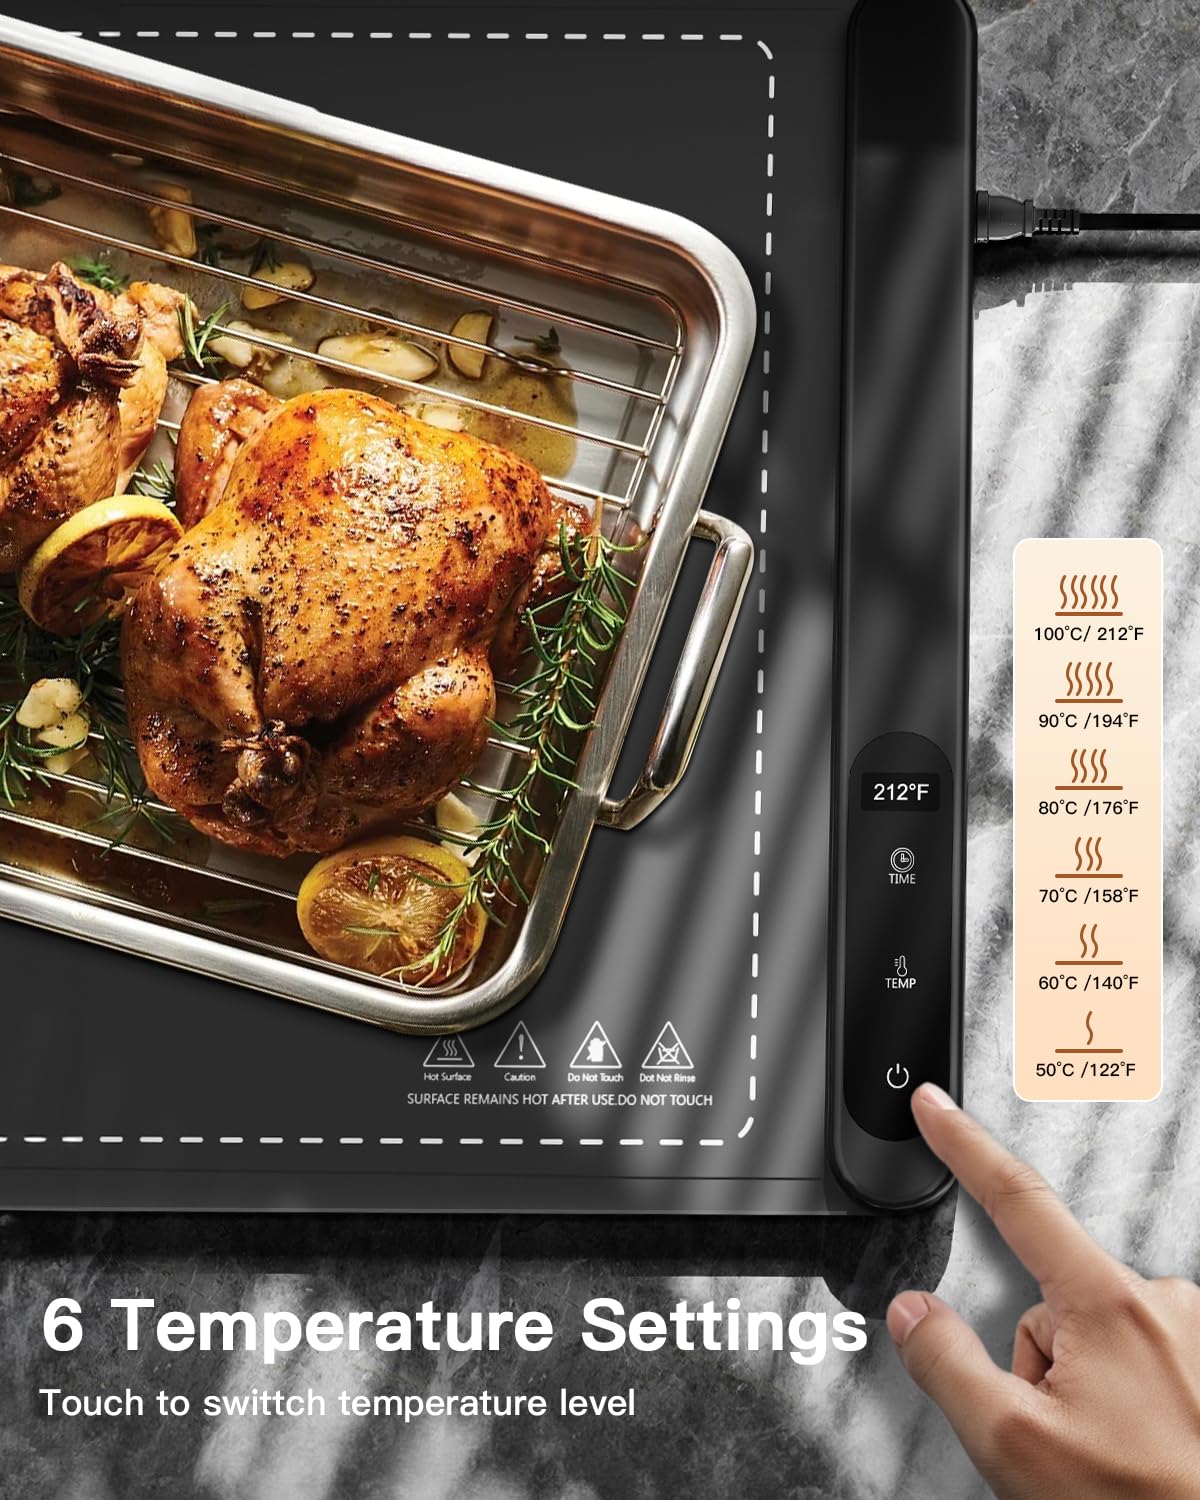 212°F
TIME
TEMP
100°C/ 212°F
90°C /194°F
80°C /176°F
70°C /158°F
60°C /140°F
50°C /122°F
Hot Surface
Caution
Do Not Touch
Dot Not Rinse
SURFACE REMAINS HOT AFTER USE.DO NOT TOUCH
6 Temperature Settings
Touch to swittch temperature level